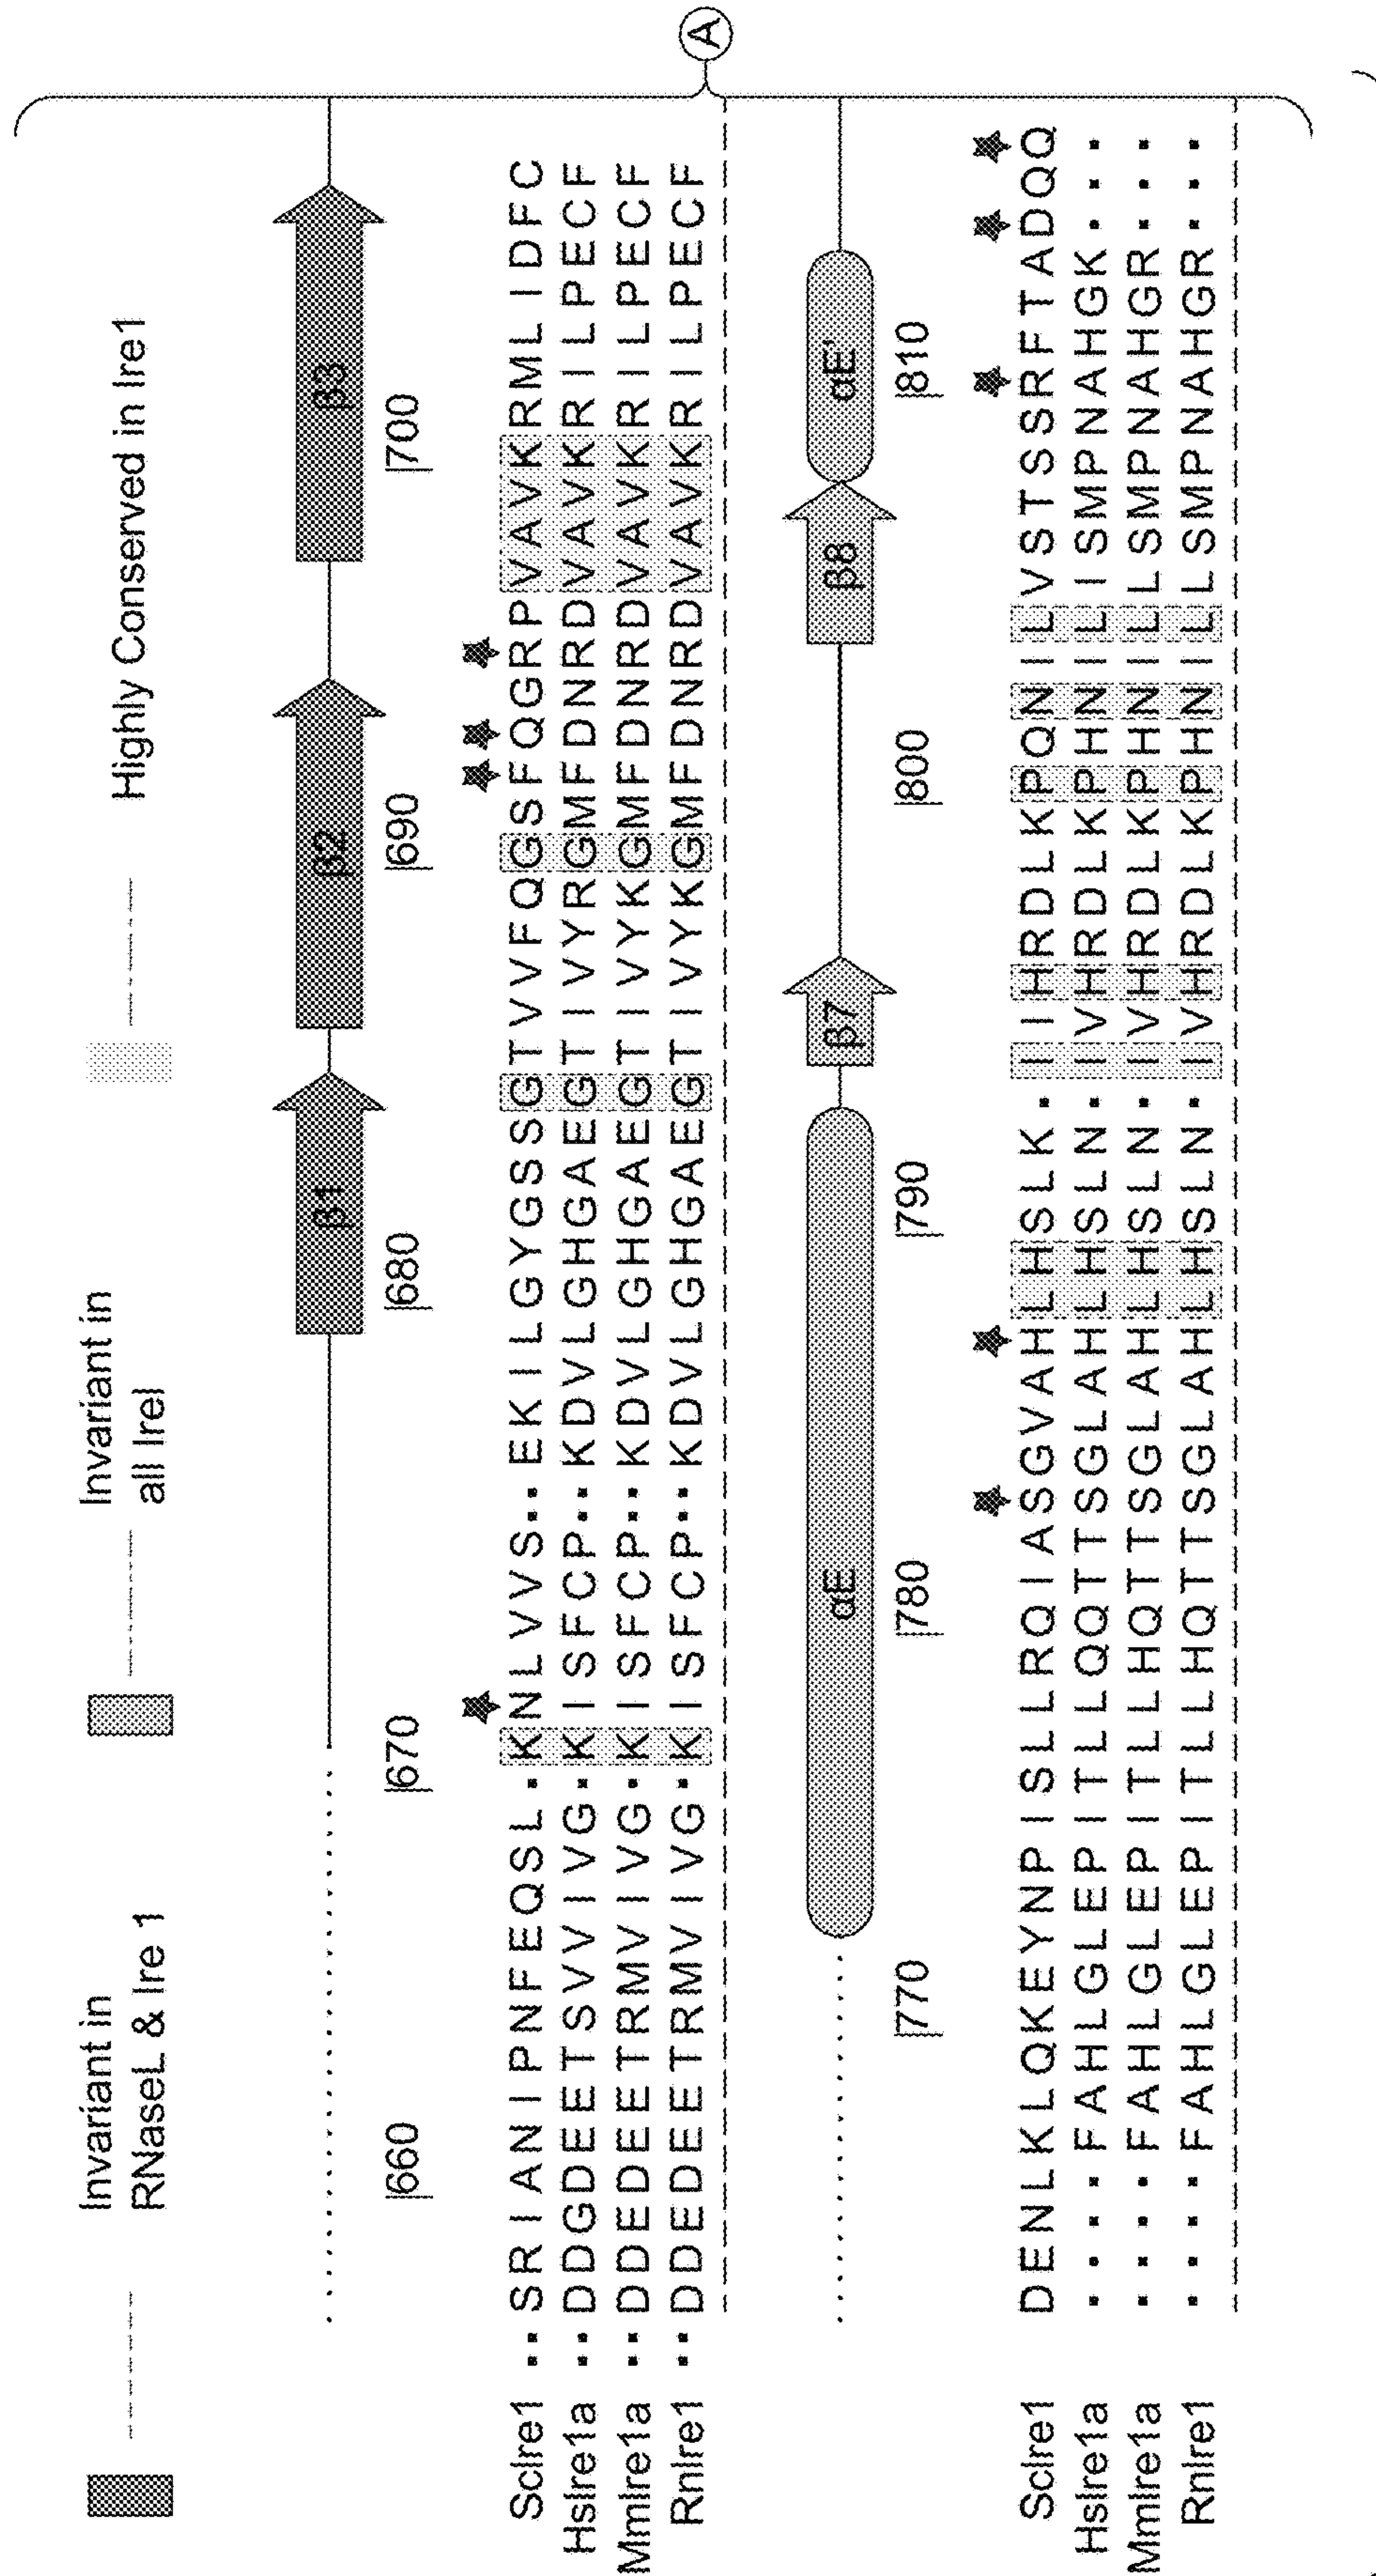 Invariant in
RNaseL & Ire 1
Invariant in
all IreI
Highly Conserved in Ire1
β1 β2 β3
660 670 680 690 700
ScIre1 ..SRIANIPNFEQSL.KNLVVS..EKILGYGSSGTVVFQGSFQGRPVAVKRMLIDFC
HsIre1a ..DDGDEETSVVIVG.KISFCP..KDVLGHGAEGTIVYRGMFDNRDVAVKRILPECF
MmIre1a ..DDEDEETRMVIVG.KISFCP..KDVLGHGAEGTIVYKGMFDNRDVAVKRILPECF
RnIre1 ..DDEDEETRMVIVG.KISFCP..KDVLGHGAEGTIVYKGMFDNRDVAVKRILPECF
A
αE β7 β8 αE'
770 780 790 800 810
ScIre1 DENLKLQKEYNPISLLRQIASGVAHLHSLK.IIHRDLKPQNILVSTSSRFTADQQ
HsIre1a ....FAHLGLEPITLLQQTTSGLAHLHSLN.IVHRDLKPHNILISMPNAHGK...
MmIre1a ....FAHLGLEPITLLHQTTSGLAHLHSLN.IVHRDLKPHNILLSMPNAHGR...
RnIre1 ....FAHLGLEPITLLHQTTSGLAHLHSLN.IVHRDLKPHNILLSMPNAHGR...